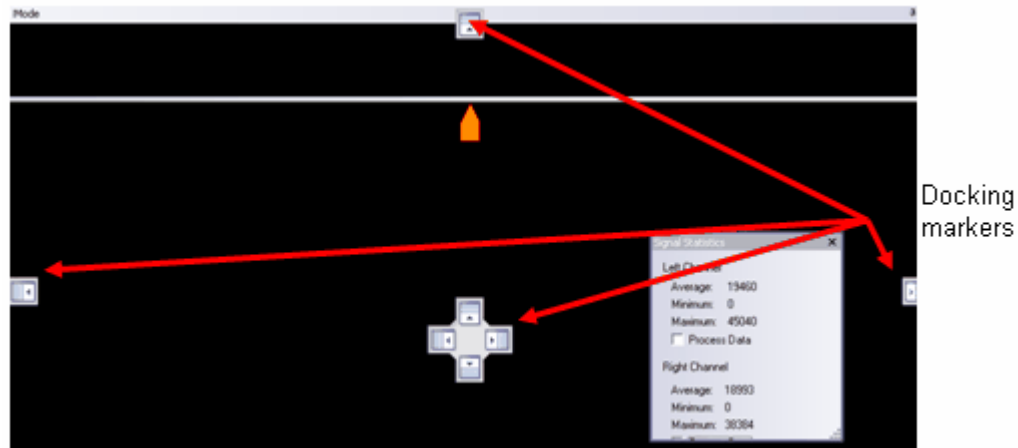 Mode
Docking
markers
Signal Statistics
Left Channel
Average: 19460
Minimum: 0
Maximum: 45040
Process Data
Right Channel
Average: 18993
Minimum: 0
Maximum: 38384